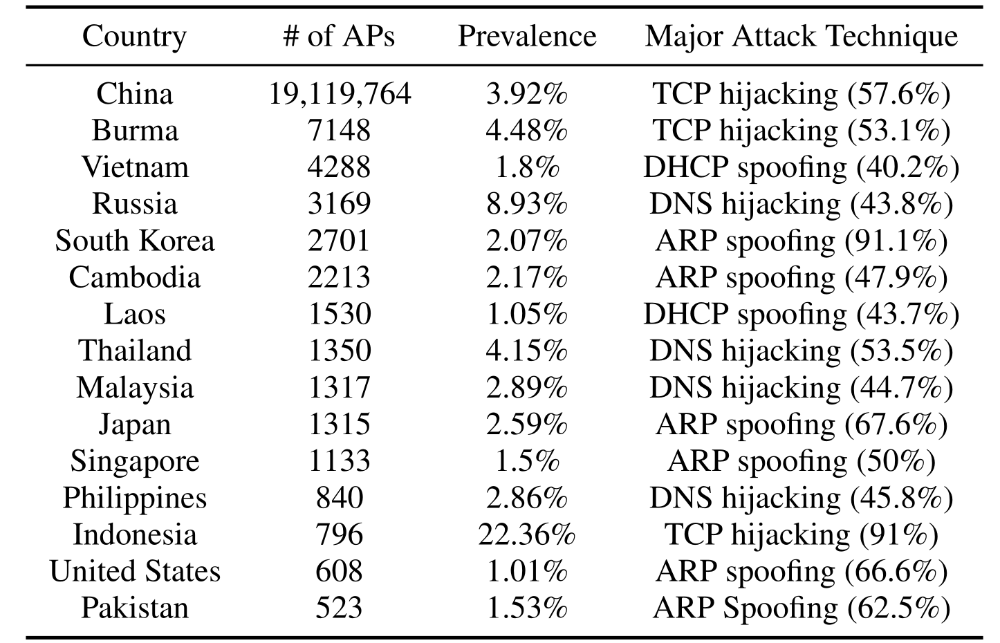 Country # of APs Prevalence Major Attack Technique
China 19,119,764 3.92% TCP hijacking (57.6%)
Burma 7148 4.48% TCP hijacking (53.1%)
Vietnam 4288 1.8% DHCP spoofing (40.2%)
Russia 3169 8.93% DNS hijacking (43.8%)
South Korea 2701 2.07% ARP spoofing (91.1%)
Cambodia 2213 2.17% ARP spoofing (47.9%)
Laos 1530 1.05% DHCP spoofing (43.7%)
Thailand 1350 4.15% DNS hijacking (53.5%)
Malaysia 1317 2.89% DNS hijacking (44.7%)
Japan 1315 2.59% ARP spoofing (67.6%)
Singapore 1133 1.5% ARP spoofing (50%)
Philippines 840 2.86% DNS hijacking (45.8%)
Indonesia 796 22.36% TCP hijacking (91%)
United States 608 1.01% ARP spoofing (66.6%)
Pakistan 523 1.53% ARP Spoofing (62.5%)